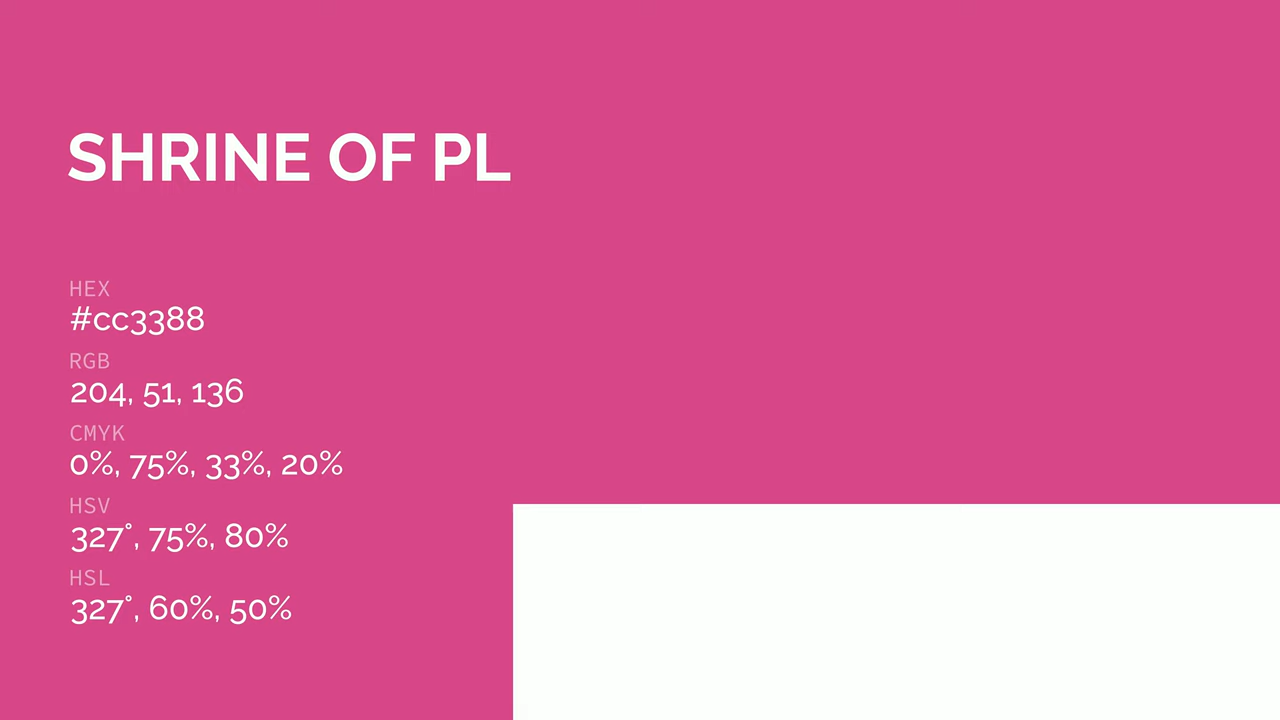 SHRINE OF PL
HEX
#cc3388
RGB
204, 51, 136
CMYK
0%, 75%, 33%, 20%
HSV
327°, 75%, 80%
HSL
327°, 60%, 50%